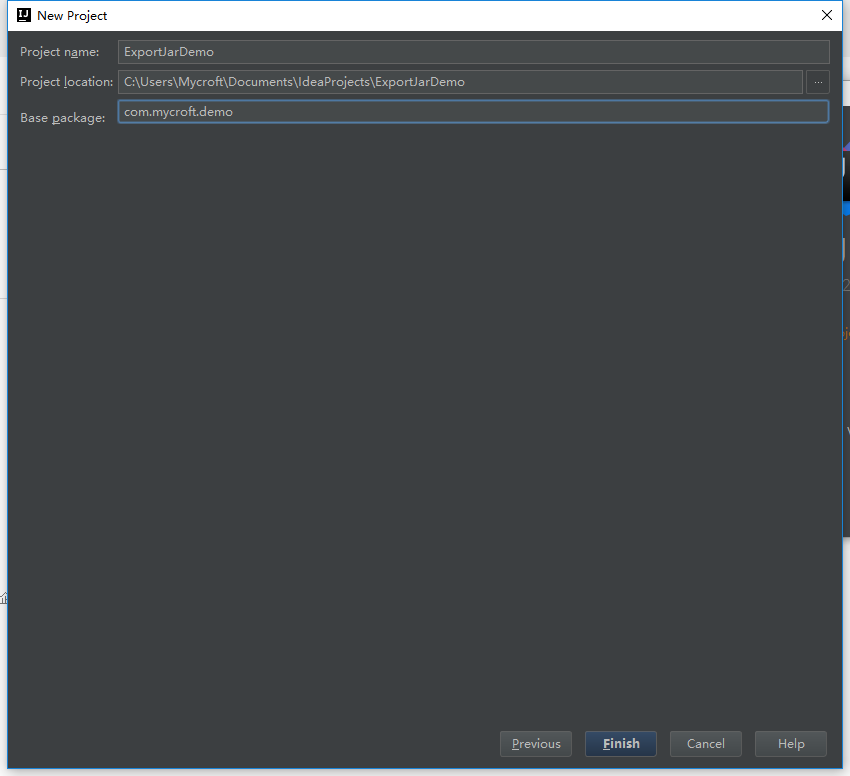 New Project
Project name: ExportJarDemo
Project location: C:\Users\Mycroft\Documents\IdeaProjects\ExportJarDemo ...
Base package: com.mycroft.demo
Previous Finish Cancel Help